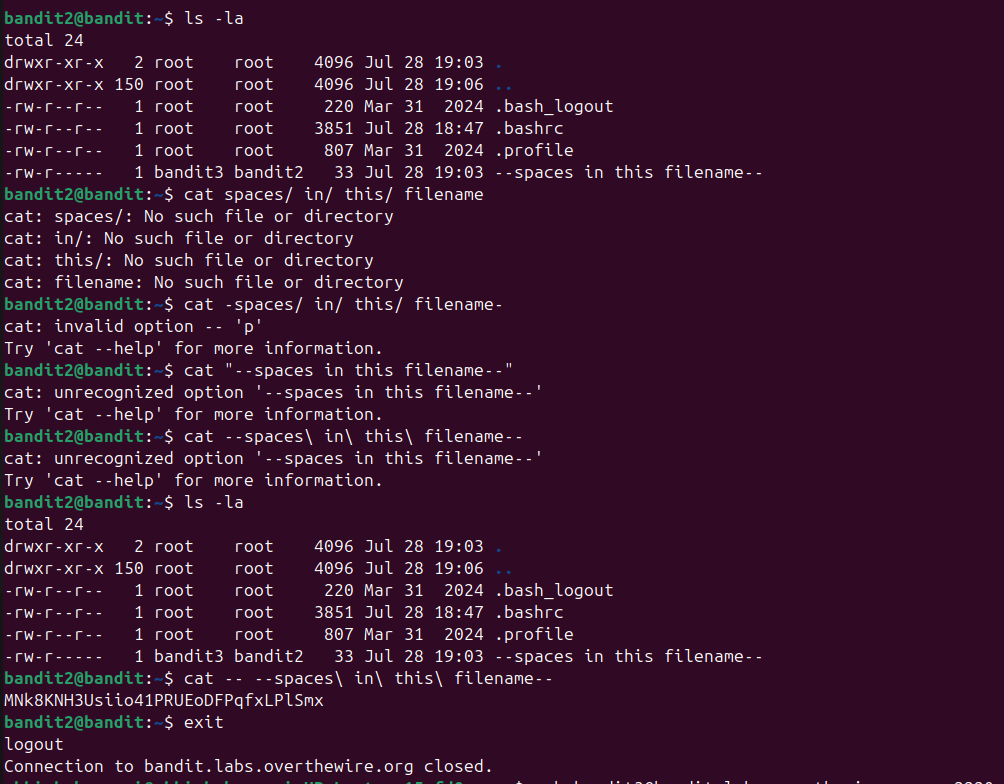 bandit2@bandit:~$ ls -la
total 24
drwxr-xr-x   2 root    root    4096 Jul 28 19:03 .
drwxr-xr-x 150 root    root    4096 Jul 28 19:06 ..
-rw-r--r--   1 root    root     220 Mar 31  2024 .bash_logout
-rw-r--r--   1 root    root    3851 Jul 28 18:47 .bashrc
-rw-r--r--   1 root    root     807 Mar 31  2024 .profile
-rw-r-----   1 bandit3 bandit2   33 Jul 28 19:03 --spaces in this filename--
bandit2@bandit:~$ cat spaces/ in/ this/ filename
cat: spaces/: No such file or directory
cat: in/: No such file or directory
cat: this/: No such file or directory
cat: filename: No such file or directory
bandit2@bandit:~$ cat -spaces/ in/ this/ filename-
cat: invalid option -- 'p'
Try 'cat --help' for more information.
bandit2@bandit:~$ cat "--spaces in this filename--"
cat: unrecognized option '--spaces in this filename--'
Try 'cat --help' for more information.
bandit2@bandit:~$ cat --spaces\ in\ this\ filename--
cat: unrecognized option '--spaces in this filename--'
Try 'cat --help' for more information.
bandit2@bandit:~$ ls -la
total 24
drwxr-xr-x   2 root    root    4096 Jul 28 19:03 .
drwxr-xr-x 150 root    root    4096 Jul 28 19:06 ..
-rw-r--r--   1 root    root     220 Mar 31  2024 .bash_logout
-rw-r--r--   1 root    root    3851 Jul 28 18:47 .bashrc
-rw-r--r--   1 root    root     807 Mar 31  2024 .profile
-rw-r-----   1 bandit3 bandit2   33 Jul 28 19:03 --spaces in this filename--
bandit2@bandit:~$ cat -- --spaces\ in\ this\ filename--
MNk8KNH3Usiio41PRUEoDFPqfxLPlSmx
bandit2@bandit:~$ exit
logout
Connection to bandit.labs.overthewire.org closed.